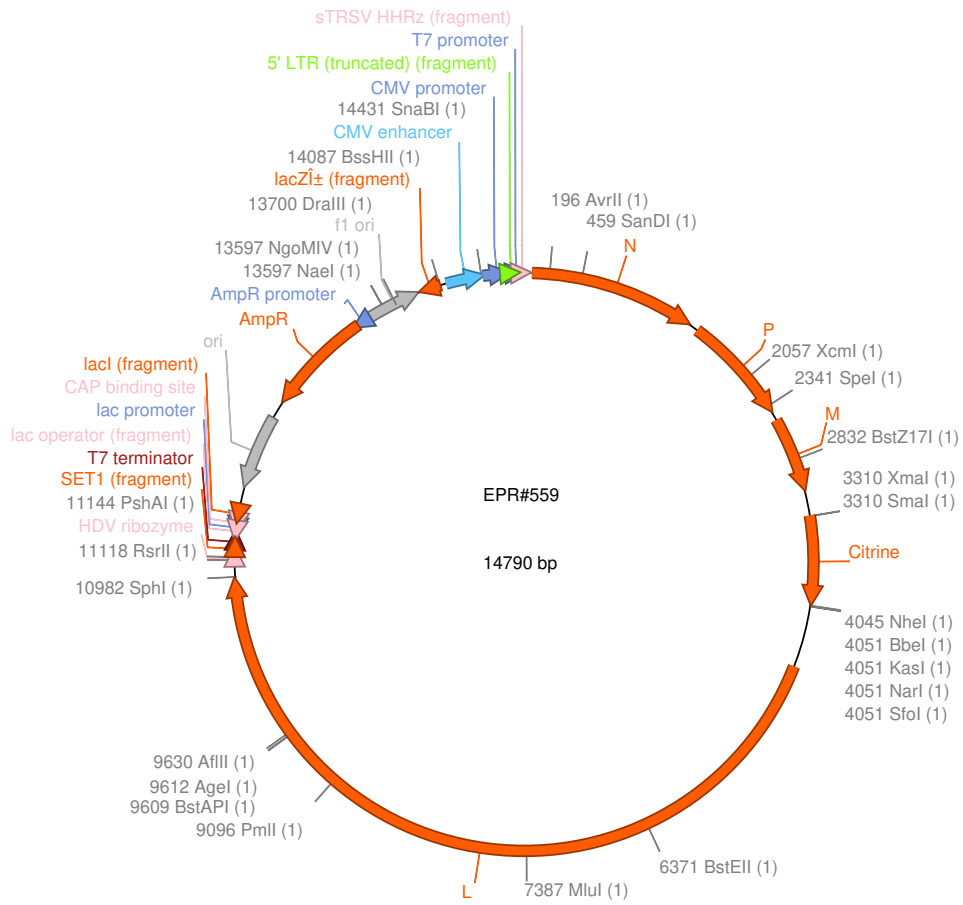 sTRSV HHRz (fragment)
T7 promoter
5' LTR (truncated) (fragment)
CMV promoter
14431 SnaBI (1)
CMV enhancer
14087 BssHII (1)
lacZÎ± (fragment)
13700 DraIII (1)
f1 ori
13597 NgoMIV (1)
13597 NaeI (1)
AmpR promoter
AmpR
ori
lacI (fragment)
CAP binding site
lac promoter
lac operator (fragment)
T7 terminator
SET1 (fragment)
11144 PshAI (1)
HDV ribozyme
11118 RsrII (1)
10982 SphI (1)
196 AvrII (1)
459 SanDI (1)
N
P
2057 XcmI (1)
2341 SpeI (1)
M
2832 BstZ17I (1)
3310 XmaI (1)
3310 SmaI (1)
Citrine
4045 NheI (1)
4051 BbeI (1)
4051 KasI (1)
4051 NarI (1)
4051 SfoI (1)
EPR#559
14790 bp
9630 AflII (1)
9612 AgeI (1)
9609 BstAPI (1)
9096 PmlI (1)
L
7387 MluI (1)
6371 BstEII (1)